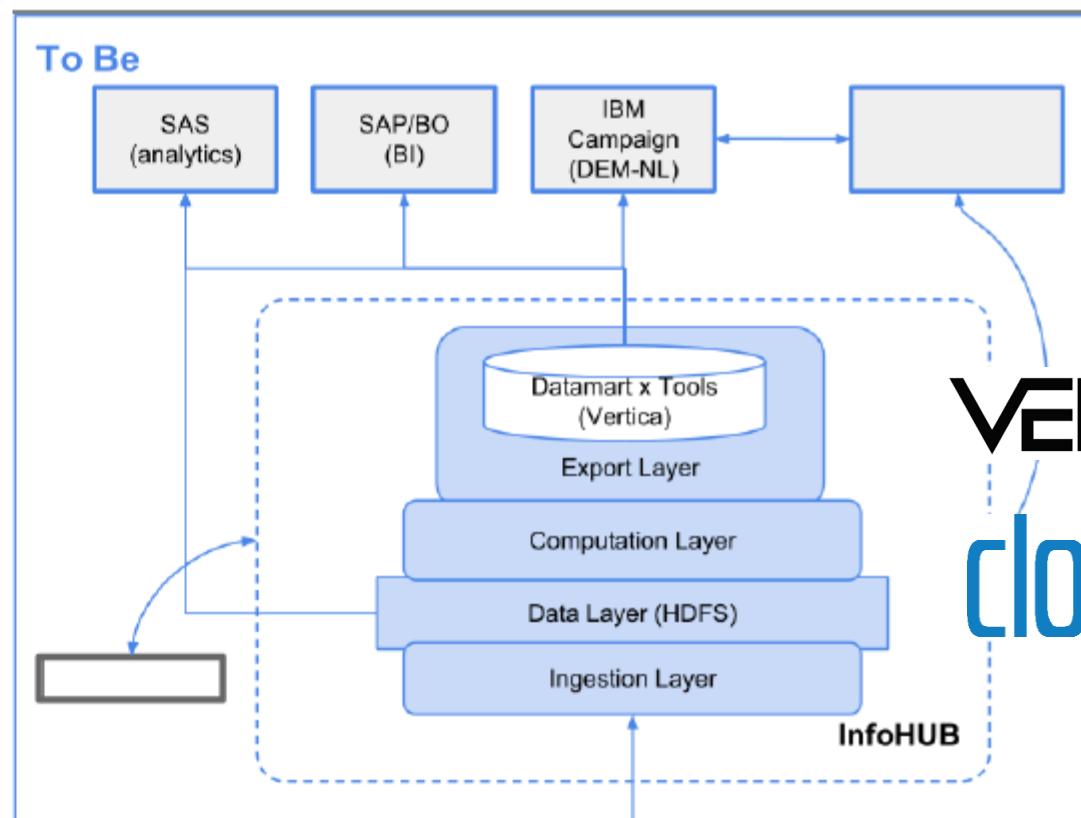 To Be
SAS
(analytics)
SAP/BO
(BI)
IBM
Campaign
(DEM-NL)
Datamart x Tools
(Vertica)
Export Layer
Computation Layer
Data Layer (HDFS)
Ingestion Layer
InfoHUB